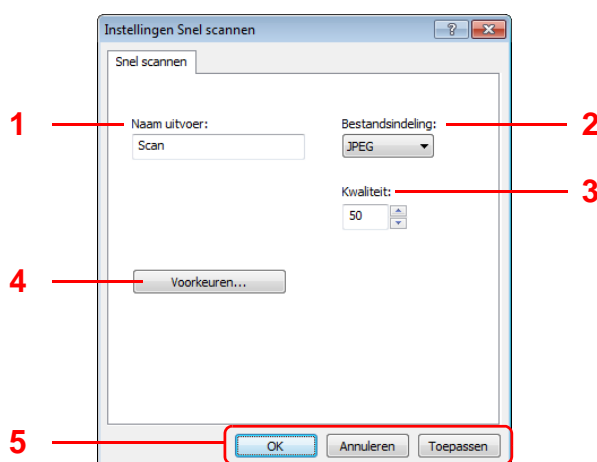 Instellingen Snel scannen
Snel scannen
1 Naam uitvoer: Bestandsindeling: 2
Scan JPEG
Kwaliteit: 3
50
4 Voorkeuren...
5 OK Annuleren Toepassen